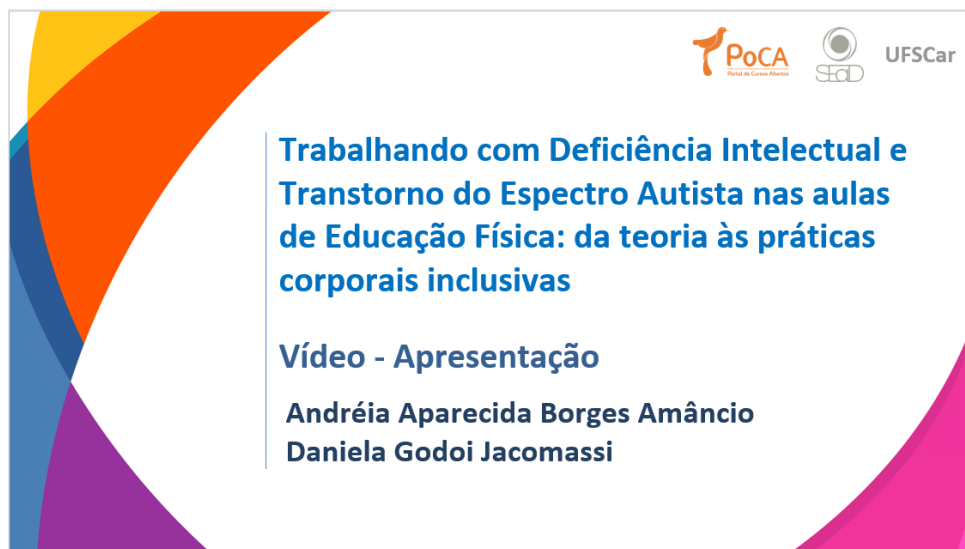 PoCA
Portal de Cursos Abertos
SEaD
UFSCar
Trabalhando com Deficiência Intelectual e
Transtorno do Espectro Autista nas aulas
de Educação Física: da teoria às práticas
corporais inclusivas
Vídeo - Apresentação
Andréia Aparecida Borges Amâncio
Daniela Godoi Jacomassi